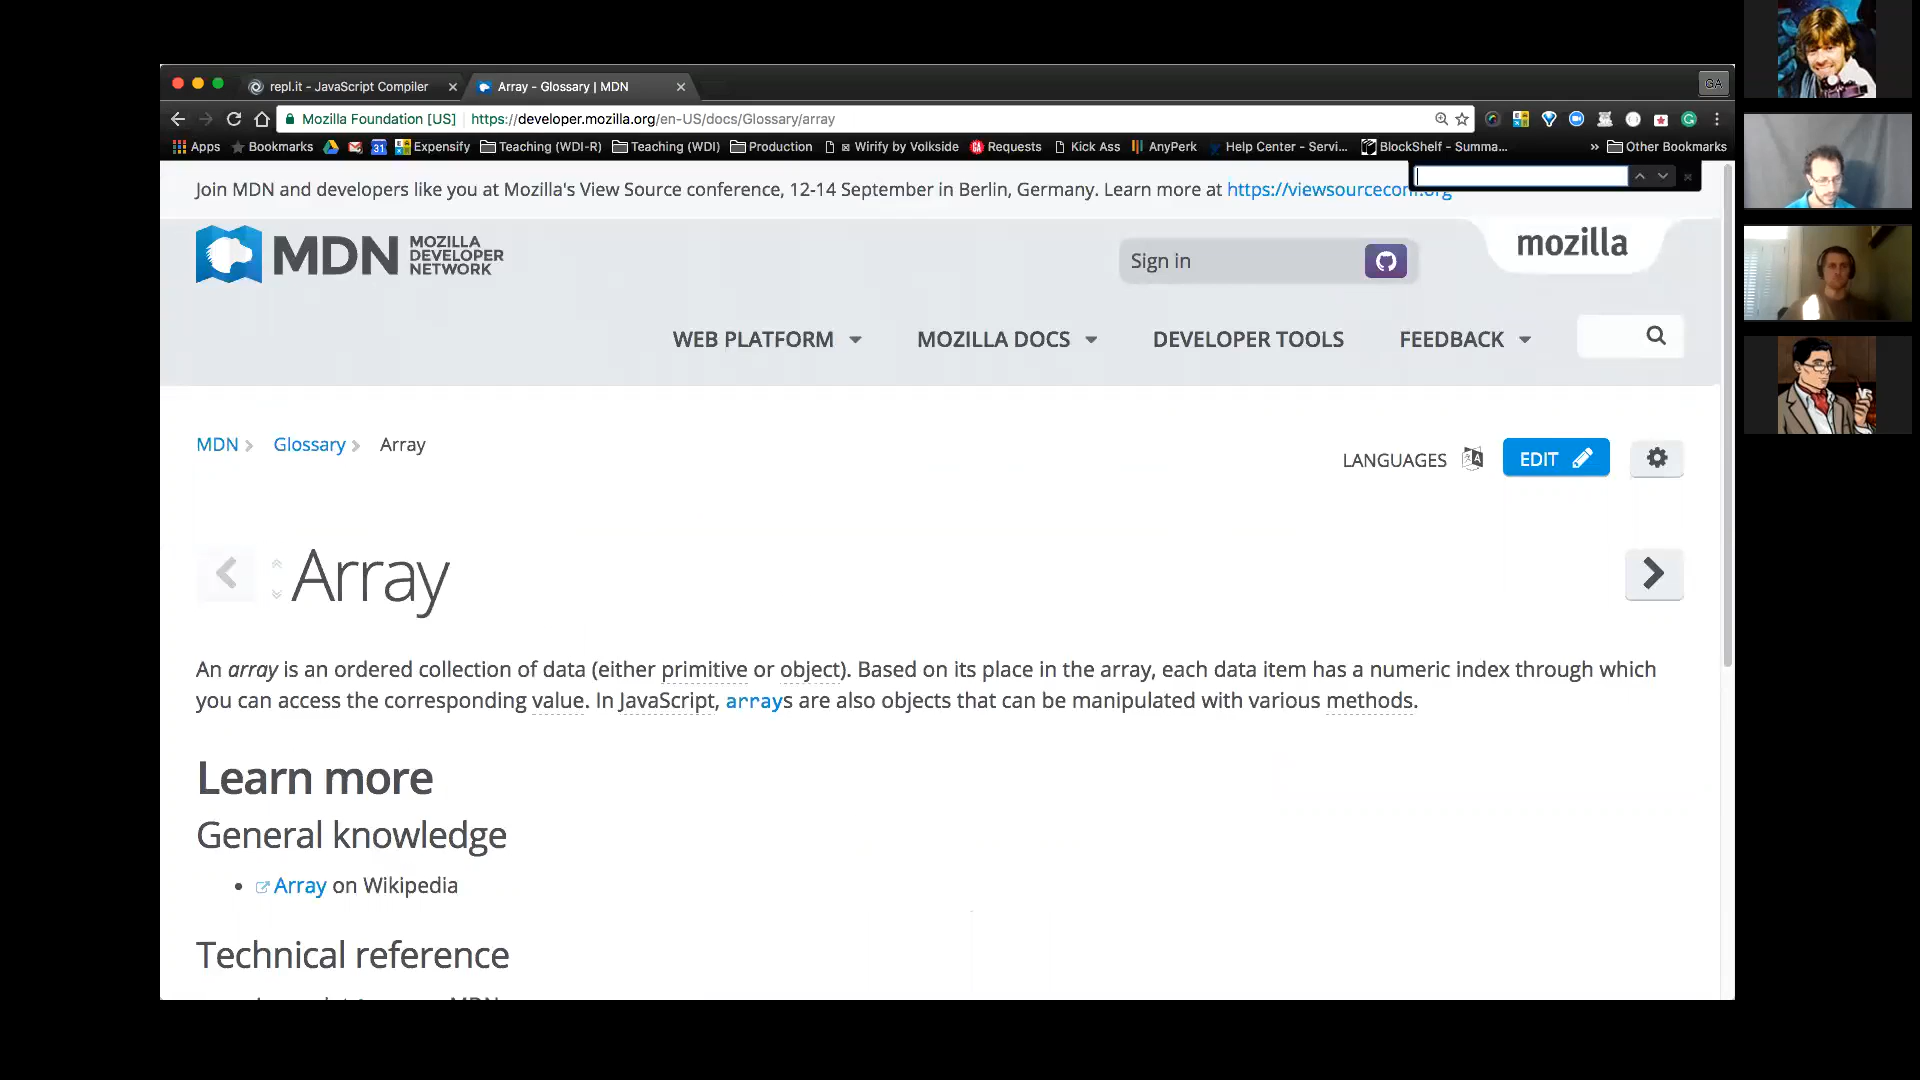 repl.it - JavaScript Compiler
Array - Glossary | MDN
GA
Mozilla Foundation [US]
https://developer.mozilla.org/en-US/docs/Glossary/array
Apps Bookmarks 31 Expensify Teaching (WDI-R) Teaching (WDI) Production Wirify by Volkside Requests Kick Ass AnyPerk Help Center - Servi... BlockShelf - Summa... » Other Bookmarks
Join MDN and developers like you at Mozilla's View Source conference, 12-14 September in Berlin, Germany. Learn more at https://viewsourceconf.org
MDN MOZILLA
DEVELOPER
NETWORK
Sign in
mozilla
WEB PLATFORM MOZILLA DOCS DEVELOPER TOOLS FEEDBACK
MDN Glossary Array
LANGUAGES EDIT
Array
An array is an ordered collection of data (either primitive or object). Based on its place in the array, each data item has a numeric index through which
you can access the corresponding value. In JavaScript, arrays are also objects that can be manipulated with various methods.
Learn more
General knowledge
• Array on Wikipedia
Technical reference